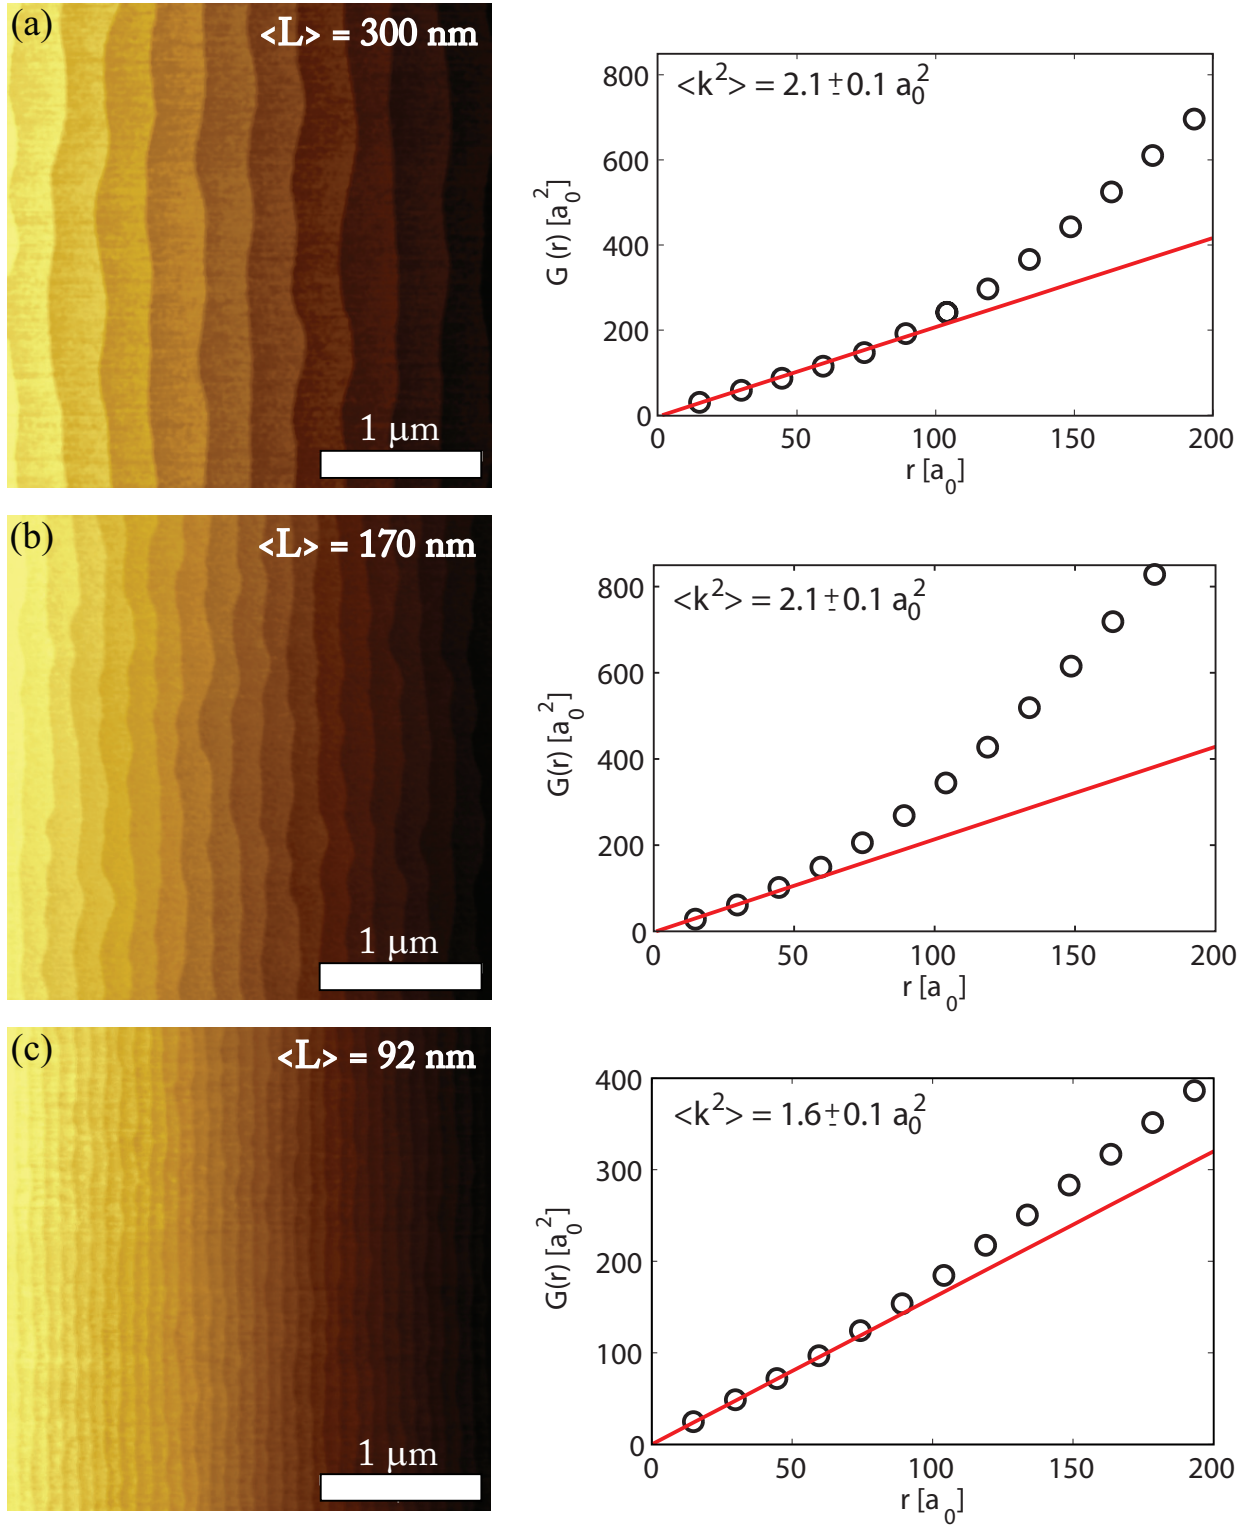 (a)
<L> = 300 nm
1 μm
800
600
400
200
0
<k²> = 2.1 ± 0.1 a₀²
G (r) [a₀²]
0 50 100 150 200
r [a₀]
(b)
<L> = 170 nm
1 μm
800
600
400
200
0
<k²> = 2.1 ± 0.1 a₀²
G(r) [a₀²]
0 50 100 150 200
r [a₀]
(c)
<L> = 92 nm
1 μm
400
300
200
100
0
<k²> = 1.6 ± 0.1 a₀²
G(r) [a₀²]
0 50 100 150 200
r [a₀]